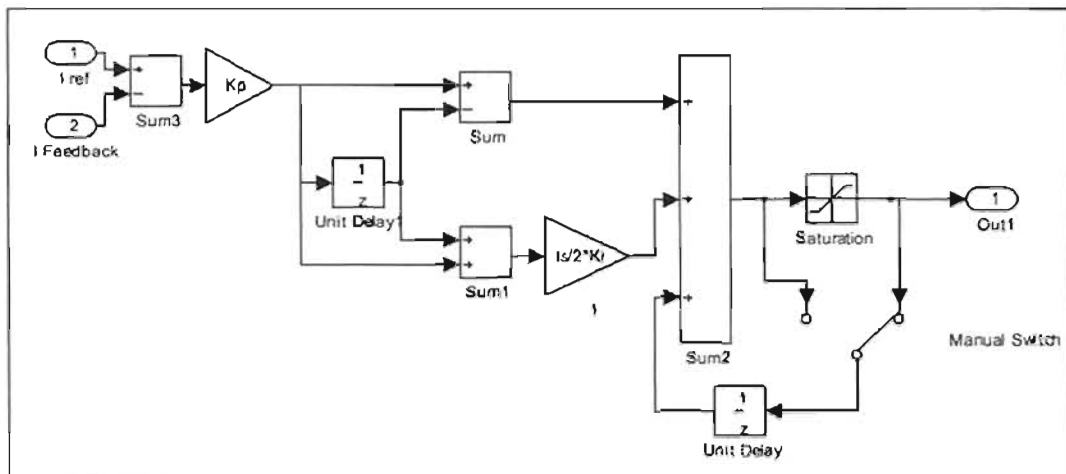 1
I ref
2
I Feedback
+
−
Sum3
Kp
+
−
Sum
1
z
Unit Delay1
+
+
Sum1
Ts/2*Ki
+
+
+
Sum2
Saturation
1
Out1
Manual Switch
1
z
Unit Delay